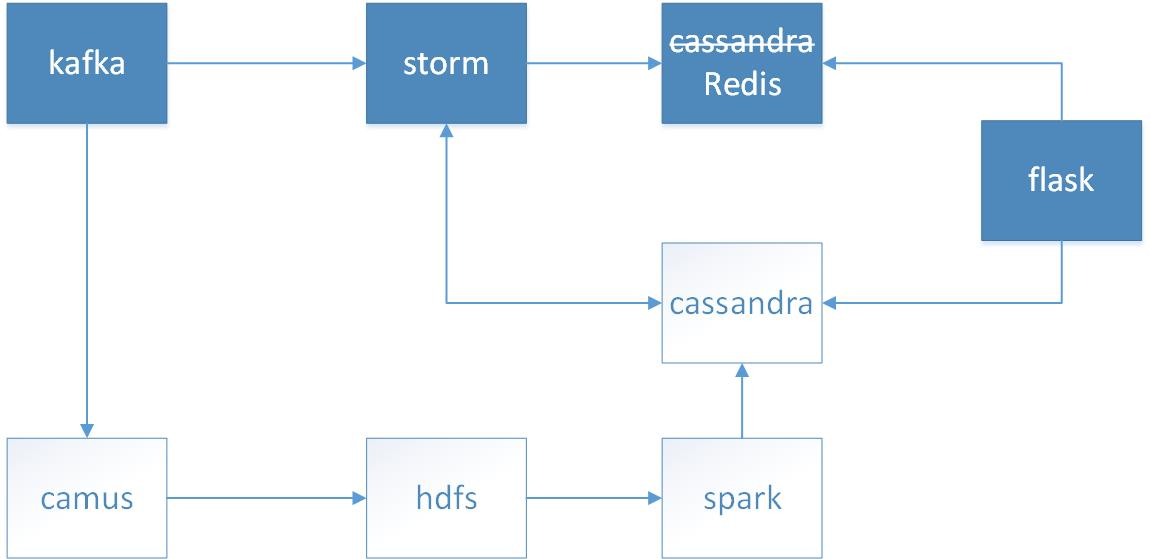 kafka
storm
cassandra
Redis
flask
cassandra
camus
hdfs
spark